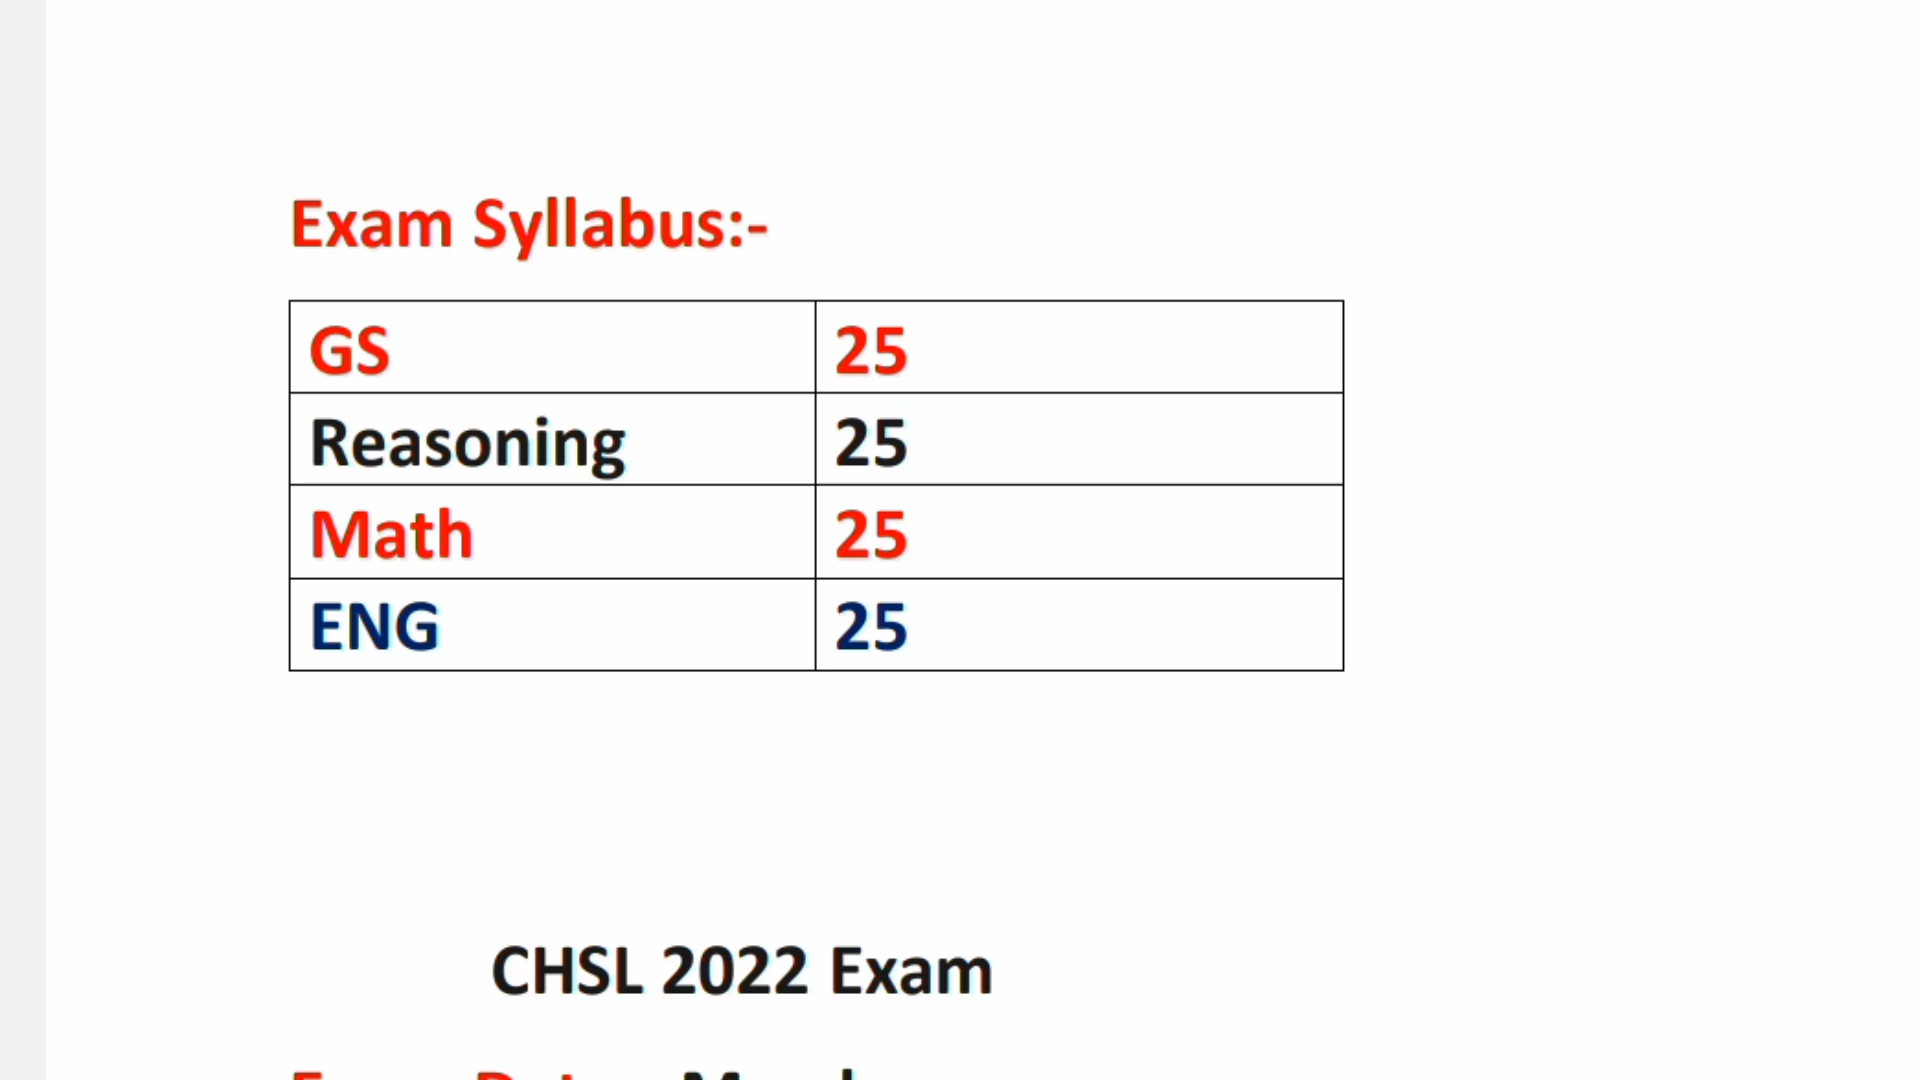 Exam Syllabus:-
GS 25
Reasoning 25
Math 25
ENG 25
CHSL 2022 Exam